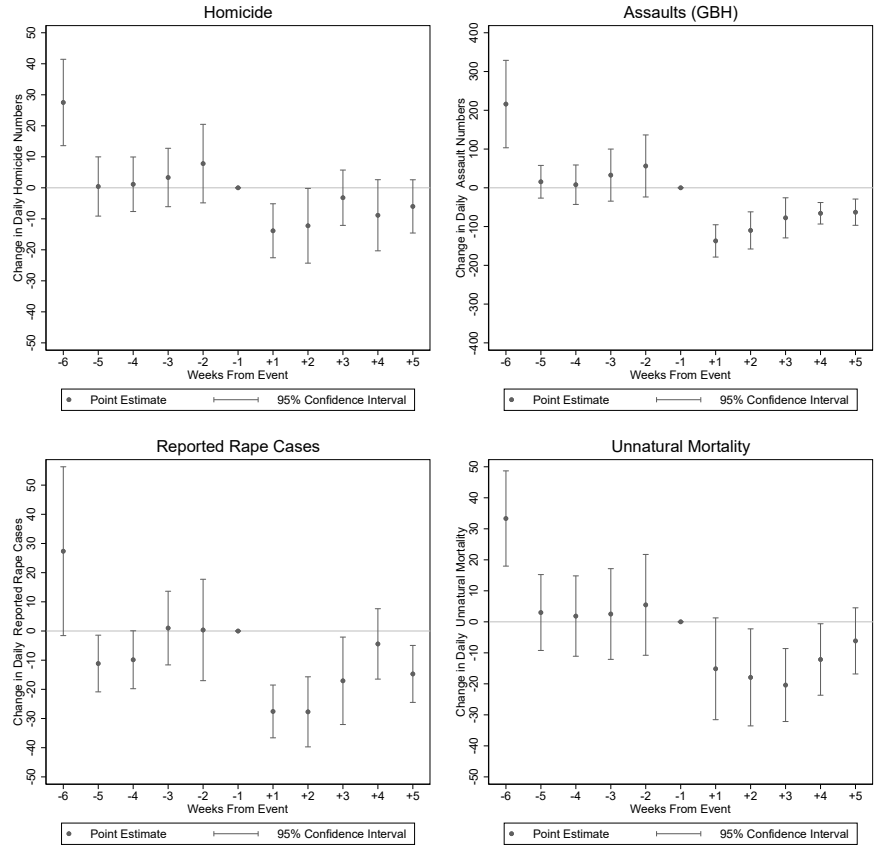 Homicide
Change in Daily Homicide Numbers
50
40
30
20
10
0
-10
-20
-30
-40
-50
-6 -5 -4 -3 -2 -1 +1 +2 +3 +4 +5
Weeks From Event
Point Estimate 95% Confidence Interval
Assaults (GBH)
Change in Daily Assault Numbers
400
300
200
100
0
-100
-200
-300
-400
-6 -5 -4 -3 -2 -1 +1 +2 +3 +4 +5
Weeks From Event
Point Estimate 95% Confidence Interval
Reported Rape Cases
Change in Daily Reported Rape Cases
50
40
30
20
10
0
-10
-20
-30
-40
-50
-6 -5 -4 -3 -2 -1 +1 +2 +3 +4 +5
Weeks From Event
Point Estimate 95% Confidence Interval
Unnatural Mortality
Change in Daily Unnatural Mortality
50
40
30
20
10
0
-10
-20
-30
-40
-50
-6 -5 -4 -3 -2 -1 +1 +2 +3 +4 +5
Weeks From Event
Point Estimate 95% Confidence Interval